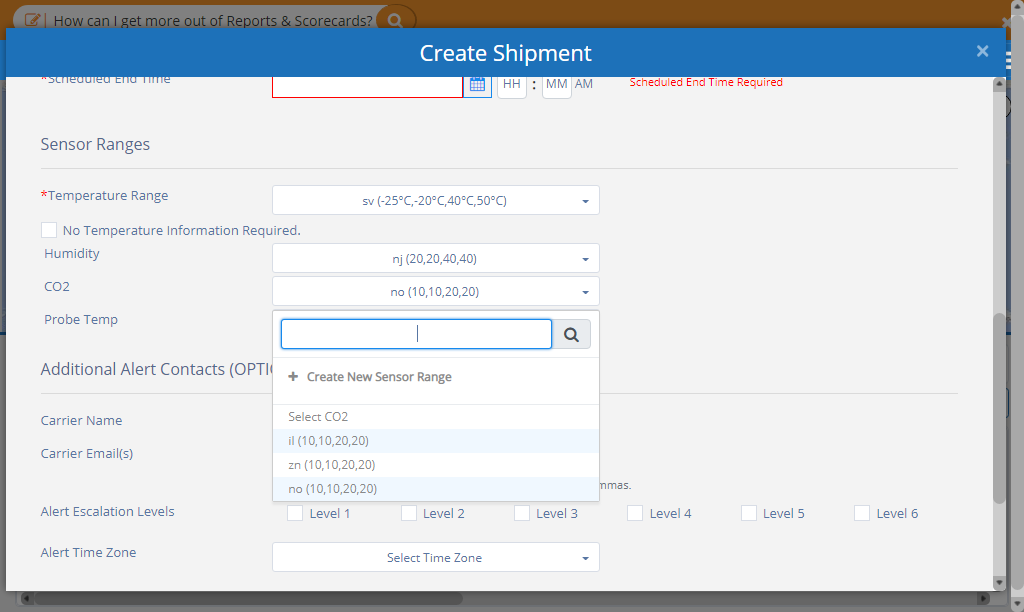 How can I get more out of Reports & Scorecards?
Create Shipment
×
*Scheduled End Time
HH : MM AM
Scheduled End Time Required
Sensor Ranges
*Temperature Range
sv (-25°C,-20°C,40°C,50°C)
No Temperature Information Required.
Humidity
nj (20,20,40,40)
CO2
no (10,10,20,20)
Probe Temp
+ Create New Sensor Range
Additional Alert Contacts (OPTI
Select CO2
Carrier Name
il (10,10,20,20)
Carrier Email(s)
zn (10,10,20,20)
no (10,10,20,20)
mmas.
Alert Escalation Levels
Level 1
Level 2
Level 3
Level 4
Level 5
Level 6
Alert Time Zone
Select Time Zone